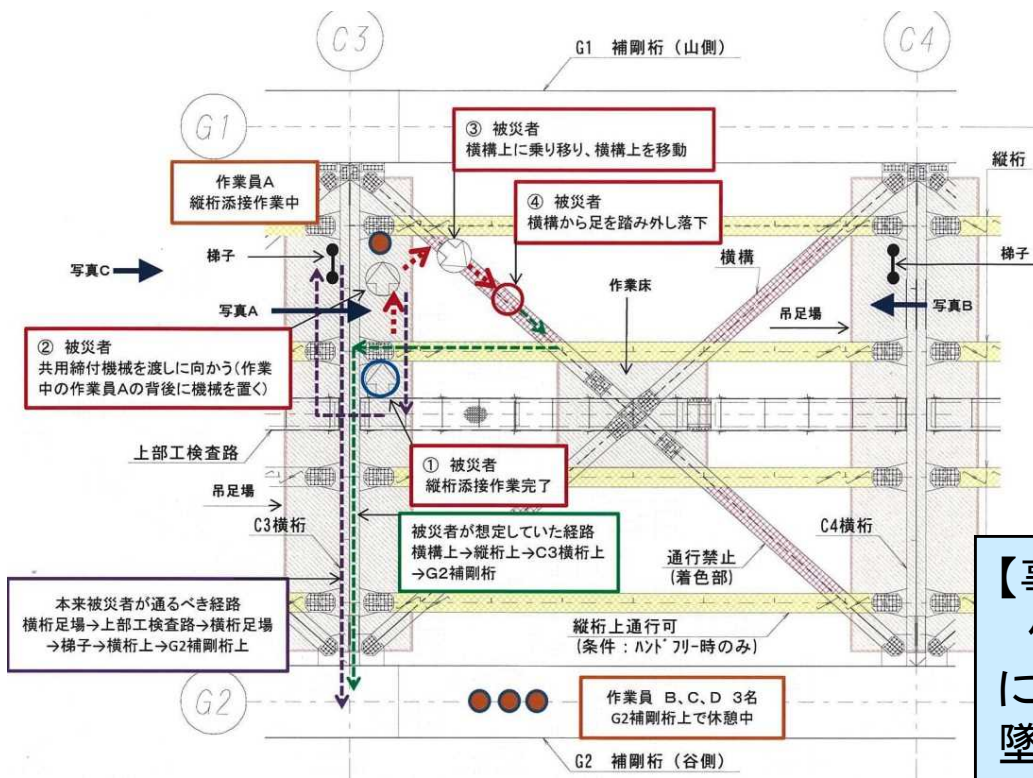 C3
C4
G1 補剛桁(山側)
G1
③ 被災者
横構上に乗り移り、横構上を移動
縦桁
作業員A
縦桁添接作業中
④ 被災者
横構から足を踏み外し落下
梯子
横構
梯子
写真C
作業床
写真A
吊足場
写真B
② 被災者
共用締付機械を渡しに向かう(作業
中の作業員Aの背後に機械を置く)
上部工検査路
① 被災者
縦桁添接作業完了
吊足場
C3横桁
C4横桁
被災者が想定していた経路
横構上→縦桁上→C3横桁上
→G2補剛桁
通行禁止
(着色部)
本来被災者が通るべき経路
横桁足場→上部工検査路→横桁足場
→梯子→横桁上→G2補剛桁上
縦桁上通行可
(条件:ハンドフリー時のみ)
G2
作業員 B、C、D 3名
G2補剛桁上で休憩中
G2 補剛桁(谷側)
に
墜